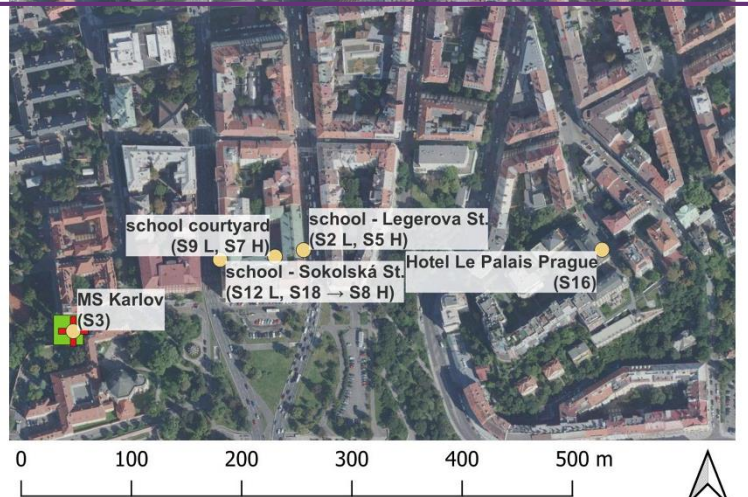 school courtyard
(S9 L, S7 H)
school - Legerova St.
(S2 L, S5 H)
Hotel Le Palais Prague
(S16)
school - Sokolská St.
(S12 L, S18 → S8 H)
MS Karlov
(S3)
0 100 200 300 400 500 m